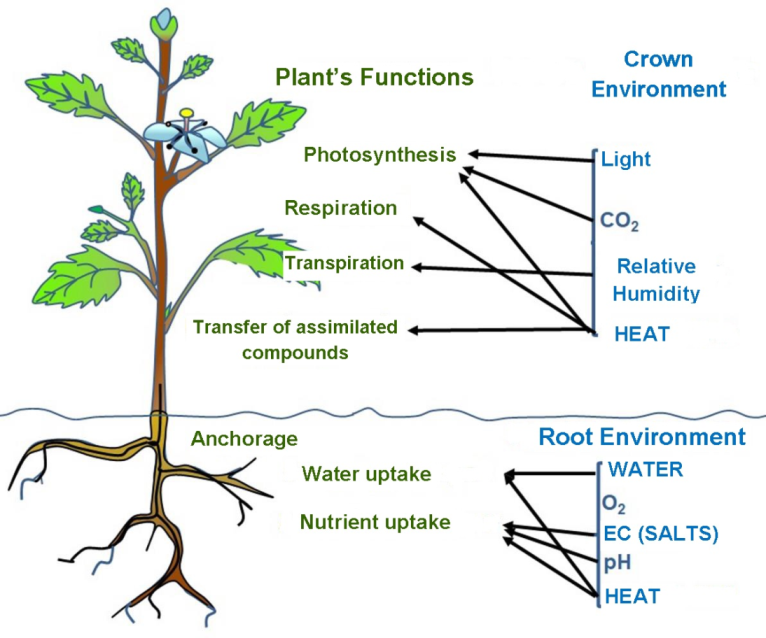 Plant's Functions
Crown
Environment
Photosynthesis
Light
Respiration
CO₂
Transpiration
Relative
Humidity
Transfer of assimilated
compounds
HEAT
Anchorage
Root Environment
Water uptake
WATER
O₂
Nutrient uptake
EC (SALTS)
pH
HEAT